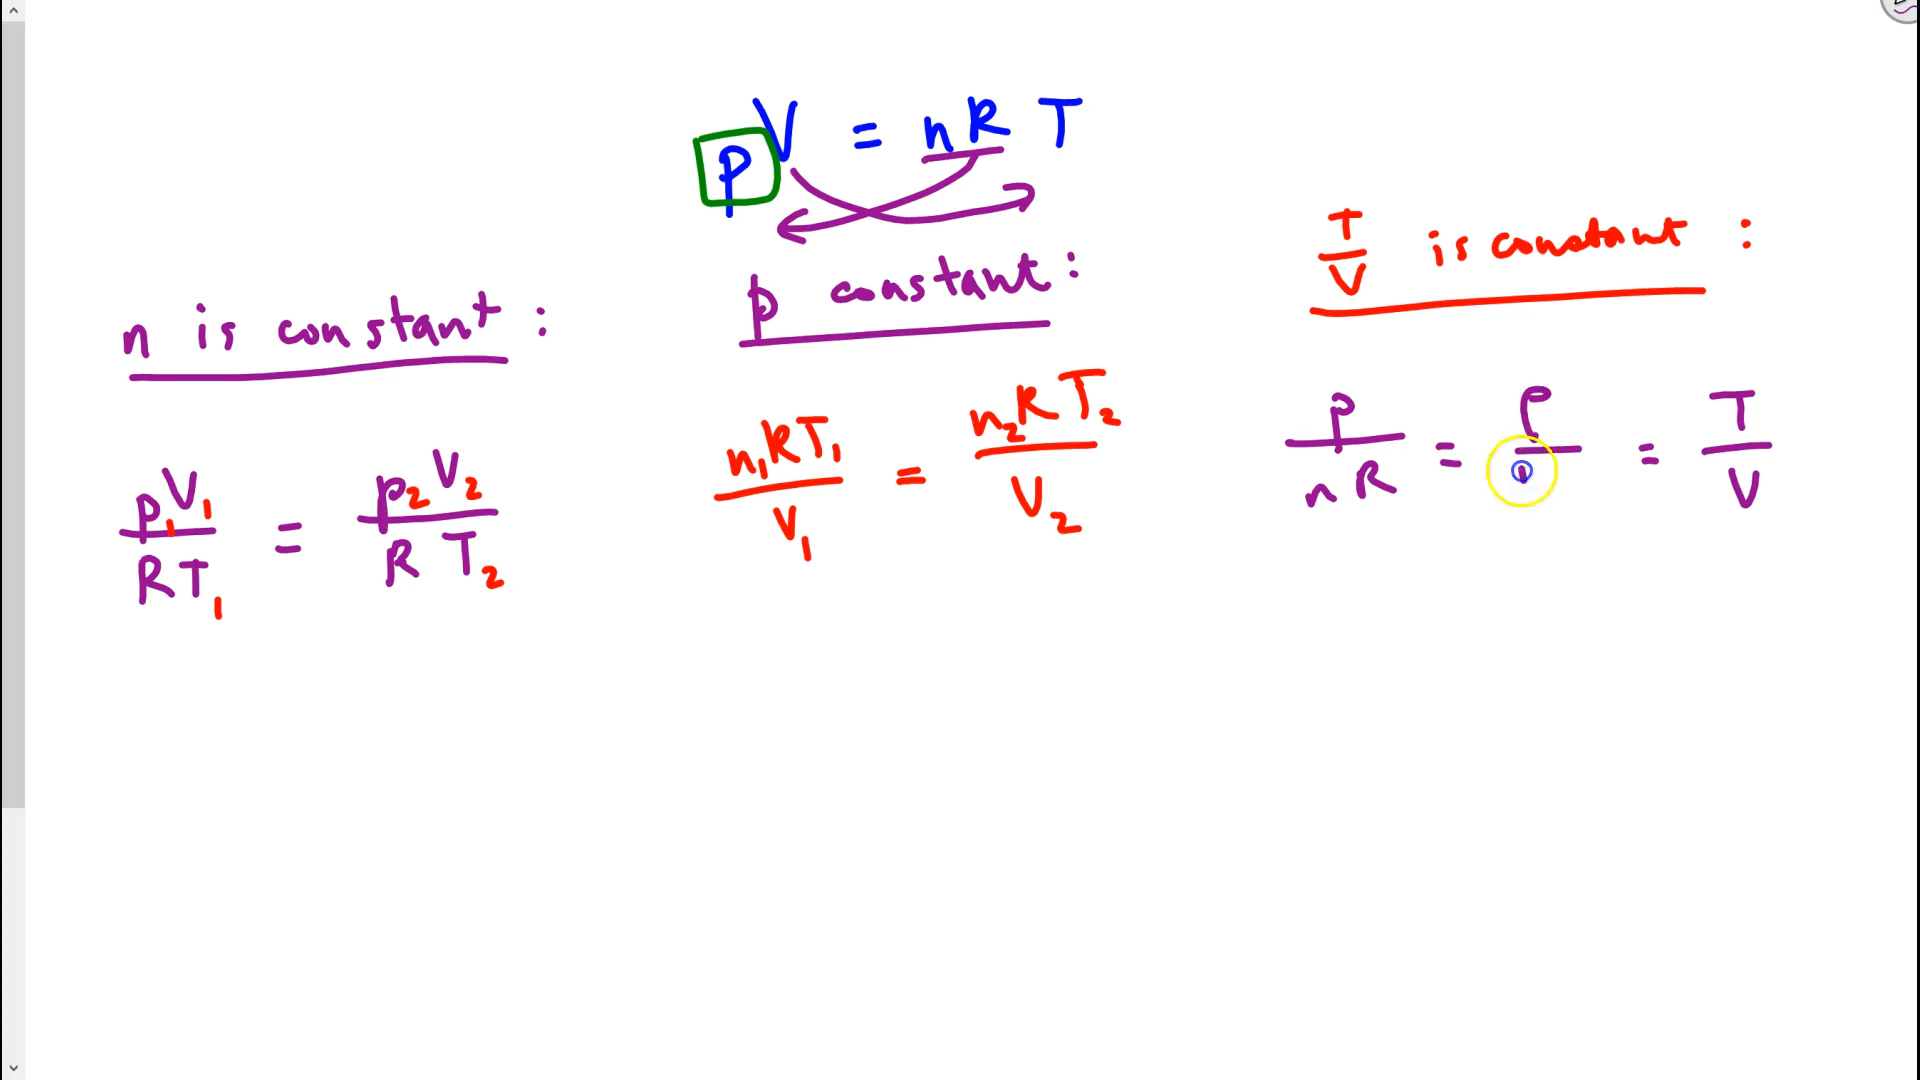 pV = nRT
T/V is constant :
p constant :
n is constant :
p₁V₁/RT₁ = p₂V₂/RT₂
n₁RT₁/V₁ = n₂RT₂/V₂
p/nR = p/ = T/V